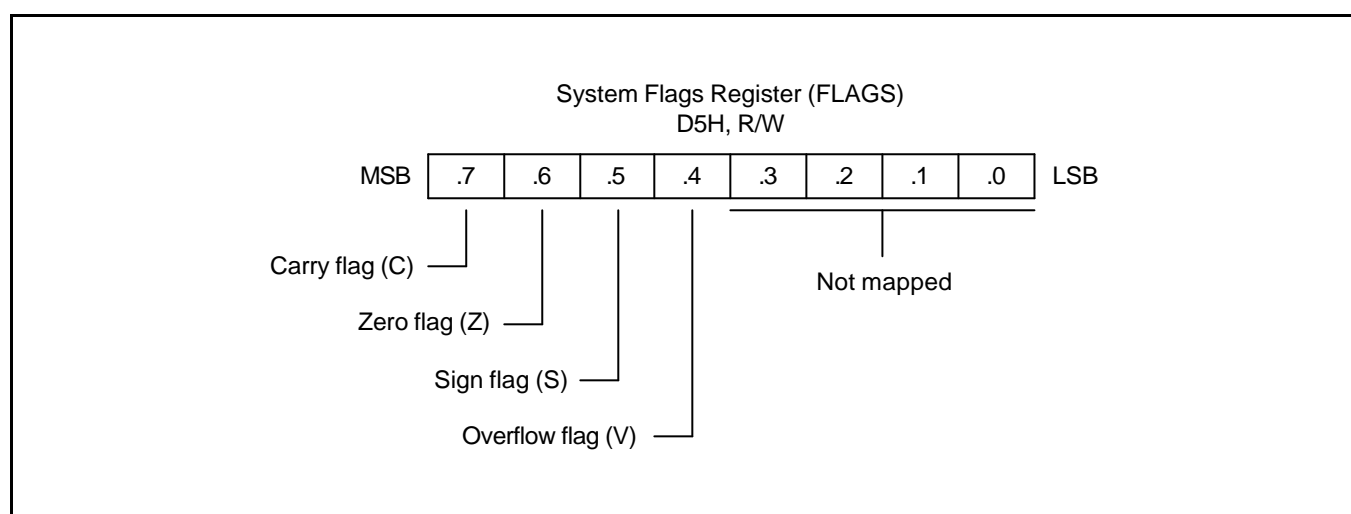 System Flags Register (FLAGS)
D5H, R/W
MSB .7 .6 .5 .4 .3 .2 .1 .0 LSB
Carry flag (C)
Not mapped
Zero flag (Z)
Sign flag (S)
Overflow flag (V)